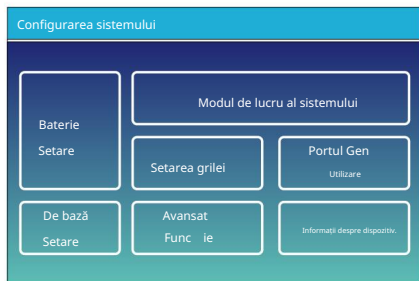 Configurarea sistemului
Baterie
Setare
Modul de lucru al sistemului
Setarea grilei
Portul Gen
Utilizare
De bază
Setare
Avansat
Func ie
Informații despre dispozitiv.